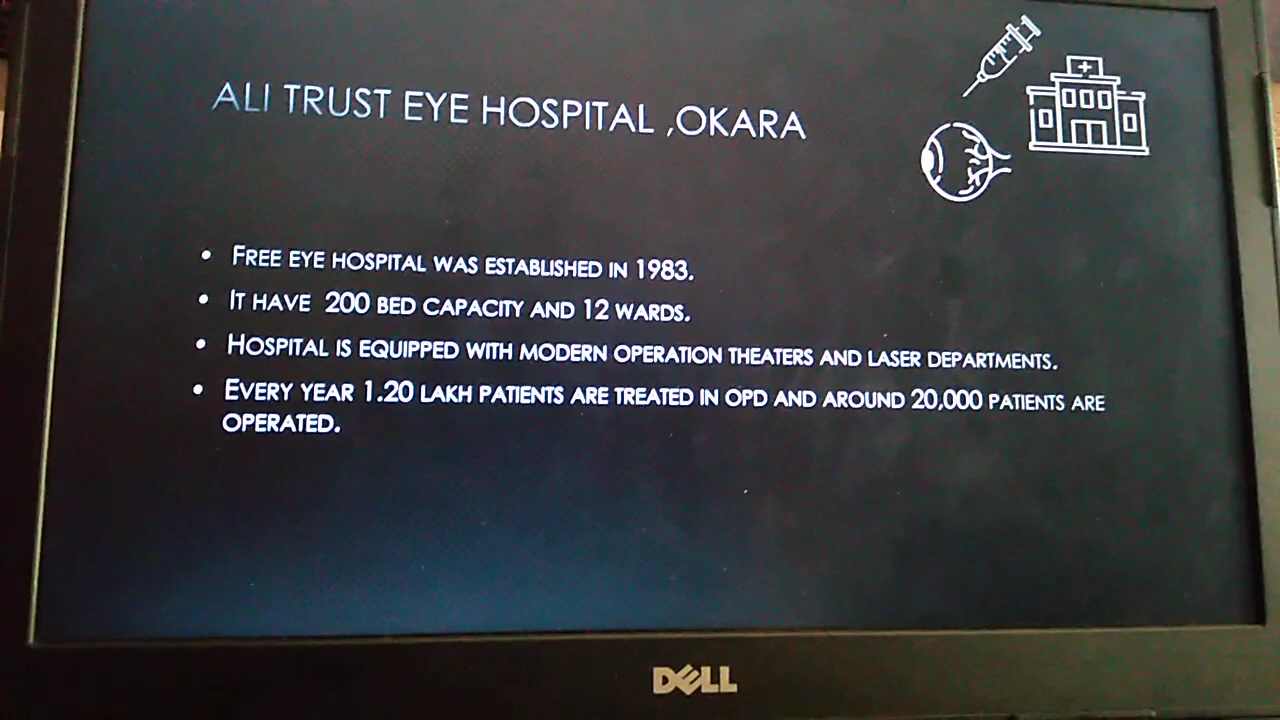 ALI TRUST EYE HOSPITAL ,OKARA
• FREE EYE HOSPITAL WAS ESTABLISHED IN 1983.
• IT HAVE 200 BED CAPACITY AND 12 WARDS.
• HOSPITAL IS EQUIPPED WITH MODERN OPERATION THEATERS AND LASER DEPARTMENTS.
• EVERY YEAR 1.20 LAKH PATIENTS ARE TREATED IN OPD AND AROUND 20,000 PATIENTS ARE
OPERATED.
DELL